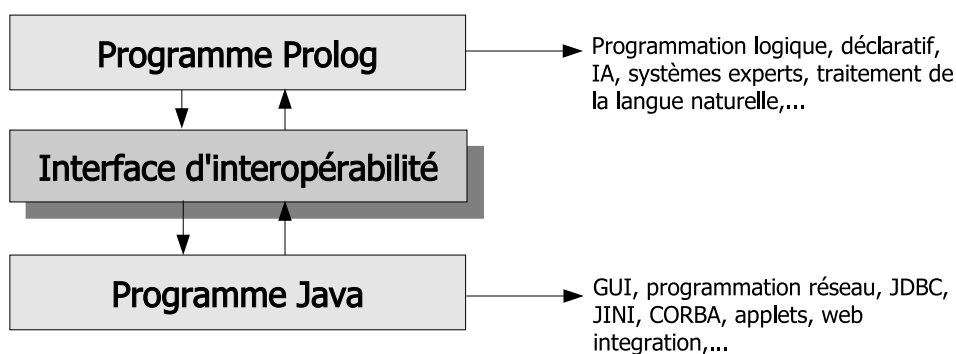 Programme Prolog
Programmation logique, déclaratif,
IA, systèmes experts, traitement de
la langue naturelle,...
Interface d'interopérabilité
Programme Java
GUI, programmation réseau, JDBC,
JINI, CORBA, applets, web
integration,...